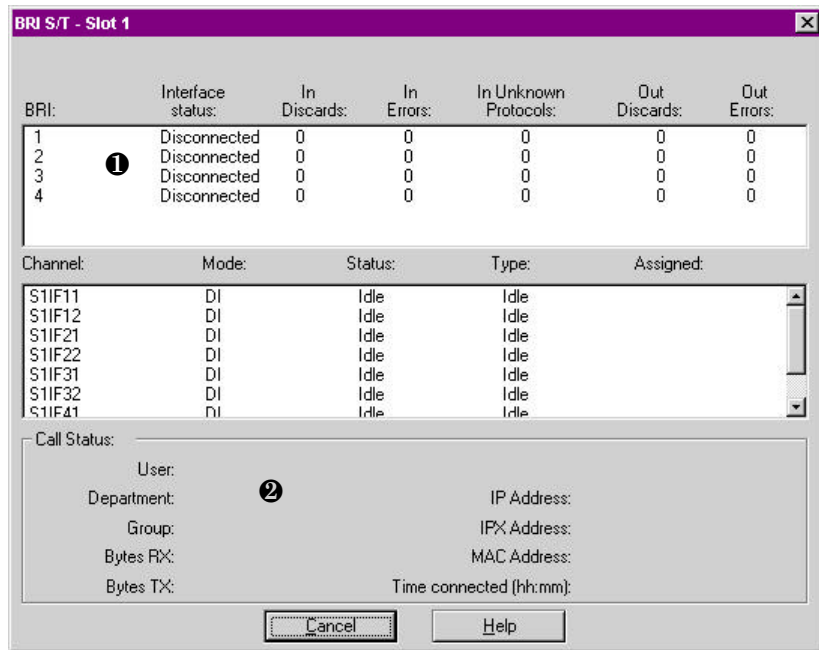 BRI S/T - Slot 1
BRI: Interface status: In Discards: In Errors: In Unknown Protocols: Out Discards: Out Errors:
1 Disconnected 0 0 0 0 0
2 Disconnected 0 0 0 0 0
3 Disconnected 0 0 0 0 0
4 Disconnected 0 0 0 0 0
❶
Channel: Mode: Status: Type: Assigned:
S1IF11 DI Idle Idle
S1IF12 DI Idle Idle
S1IF21 DI Idle Idle
S1IF22 DI Idle Idle
S1IF31 DI Idle Idle
S1IF32 DI Idle Idle
S1IF41 DI Idle Idle
Call Status:
User:
❷
Department: IP Address:
Group: IPX Address:
Bytes RX: MAC Address:
Bytes TX: Time connected (hh:mm):
Cancel Help